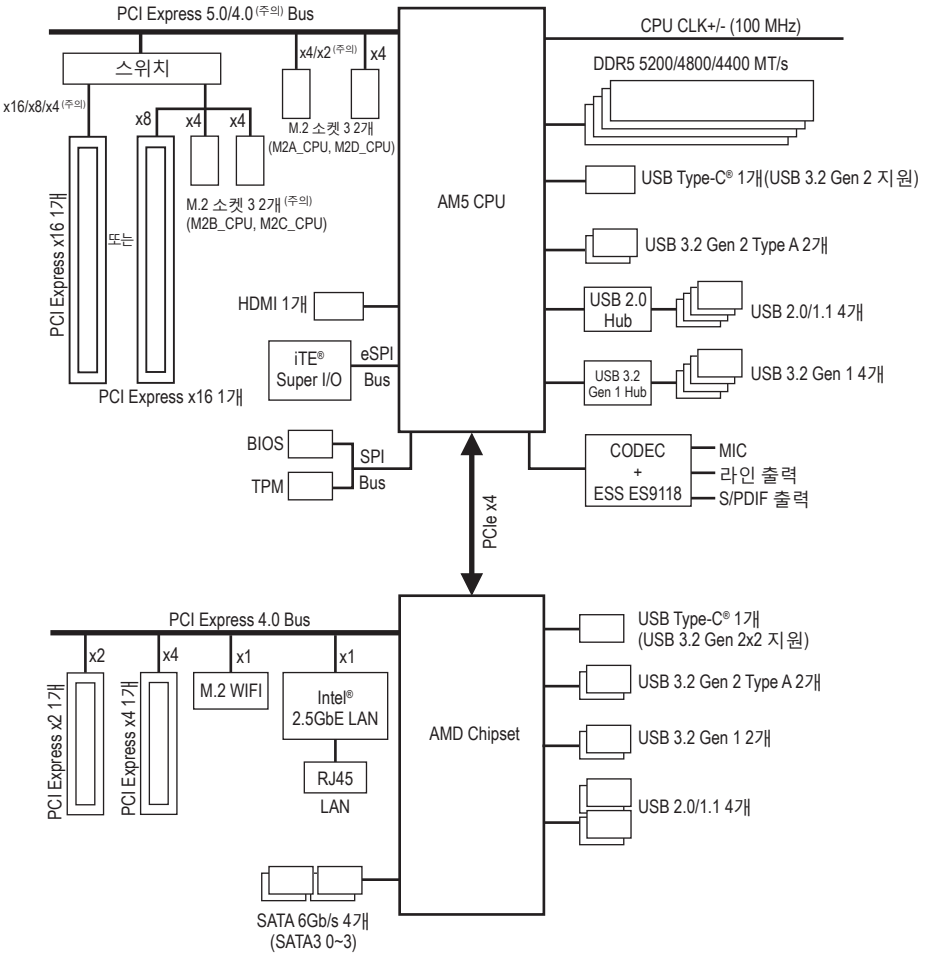 PCI Express 5.0/4.0 (주의) Bus
CPU CLK+/- (100 MHz)
x4/x2 (주의)
x4
스위치
DDR5 5200/4800/4400 MT/s
x16/x8/x4 (주의)
x8
x4
x4
M.2 소켓 3 2개
(M2A_CPU, M2D_CPU)
M.2 소켓 3 2개 (주의)
(M2B_CPU, M2C_CPU)
PCI Express x16 1개
또는
PCI Express x16 1개
AM5 CPU
USB Type-C® 1개(USB 3.2 Gen 2 지원)
USB 3.2 Gen 2 Type A 2개
HDMI 1개
USB 2.0
Hub
USB 2.0/1.1 4개
iTE®
Super I/O
eSPI
Bus
USB 3.2
Gen 1 Hub
USB 3.2 Gen 1 4개
BIOS
TPM
SPI
Bus
CODEC
+
ESS ES9118
MIC
라인 출력
S/PDIF 출력
PCIe x4
PCI Express 4.0 Bus
x2
x4
x1
x1
PCI Express x2 1개
PCI Express x4 1개
M.2 WIFI
Intel®
2.5GbE LAN
RJ45
LAN
AMD Chipset
USB Type-C® 1개
(USB 3.2 Gen 2x2 지원)
USB 3.2 Gen 2 Type A 2개
USB 3.2 Gen 1 2개
USB 2.0/1.1 4개
SATA 6Gb/s 4개
(SATA3 0~3)